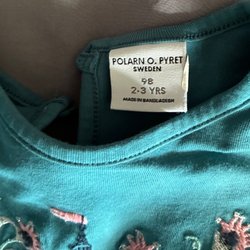 POLARN O. PYRET
SWEDEN
98
2-3 YRS
MADE IN BANGLADESH